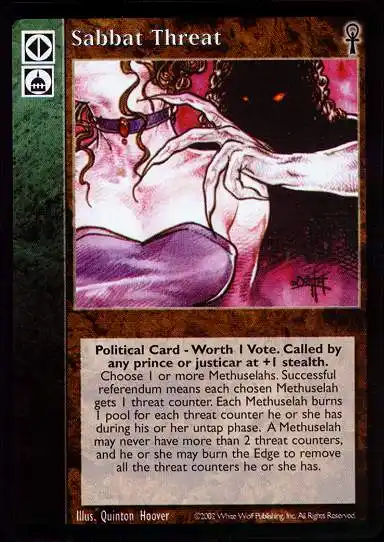 Sabbat Threat
Political Card - Worth 1 Vote. Called by
any prince or justicar at +1 stealth.
Choose 1 or more Methuselahs. Successful
referendum means each chosen Methuselah
gets 1 threat counter. Each Methuselah burns
1 pool for each threat counter he or she has
during his or her untap phase. A Methuselah
may never have more than 2 threat counters,
and he or she may burn the Edge to remove
all the threat counters he or she has.
Illus. Quinton Hoover
©2002 White Wolf Publishing, Inc. All Rights Reserved.